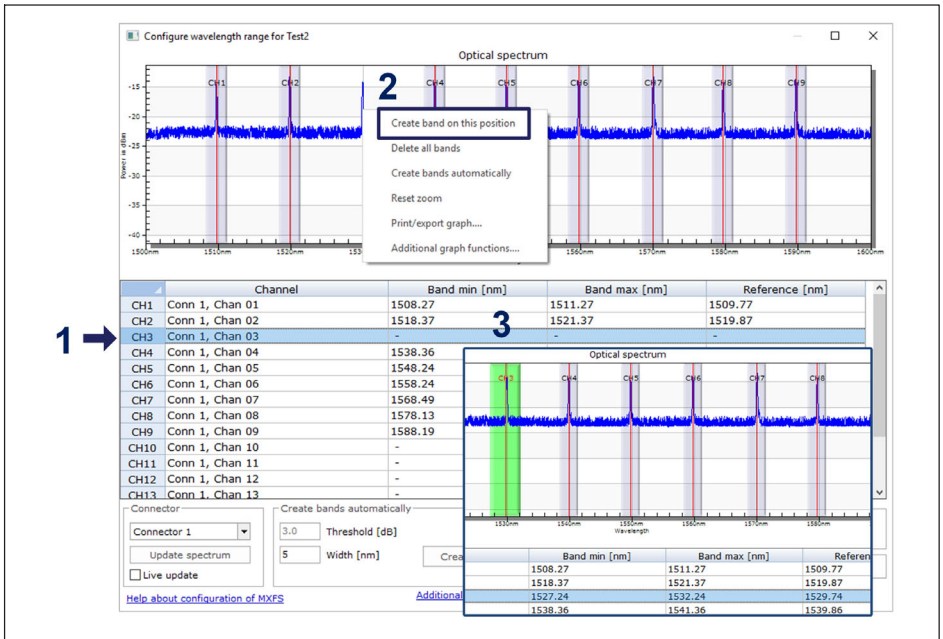 Configure wavelength range for Test2
Optical spectrum
CH1 CH2 CH4 CH5 CH6 CH7 CH8 CH9
2
Create band on this position
Delete all bands
Create bands automatically
Reset zoom
Print/export graph....
Additional graph functions....
Power in dBm
-15
-20
-25
-30
-35
-40
1500nm 1510nm 1520nm 1560nm 1570nm 1580nm 1590nm 1600nm
Channel Band min [nm] Band max [nm] Reference [nm]
CH1 Conn 1, Chan 01 1508.27 1511.27 1509.77
CH2 Conn 1, Chan 02 1518.37 1521.37 1519.87
1
CH3 Conn 1, Chan 03 - - -
CH4 Conn 1, Chan 04 1538.36
CH5 Conn 1, Chan 05 1548.24
CH6 Conn 1, Chan 06 1558.24
CH7 Conn 1, Chan 07 1568.49
CH8 Conn 1, Chan 08 1578.13
CH9 Conn 1, Chan 09 1588.19
CH10 Conn 1, Chan 10 -
CH11 Conn 1, Chan 11 -
CH12 Conn 1, Chan 12 -
CH13 Conn 1, Chan 13 -
Connector
Connector 1
Update spectrum
Live update
Create bands automatically
3.0 Threshold [dB]
5 Width [nm]
Crea
Help about configuration of MXFS
Additional
3
Optical spectrum
CH3 CH4 CH5 CH6 CH7 CH8
1530nm 1540nm 1550nm 1560nm 1570nm 1580nm
Wavelength
Band min [nm] Band max [nm] Referen
1508.27 1511.27 1509.77
1518.37 1521.37 1519.87
1527.24 1532.24 1529.74
1538.36 1541.36 1539.86